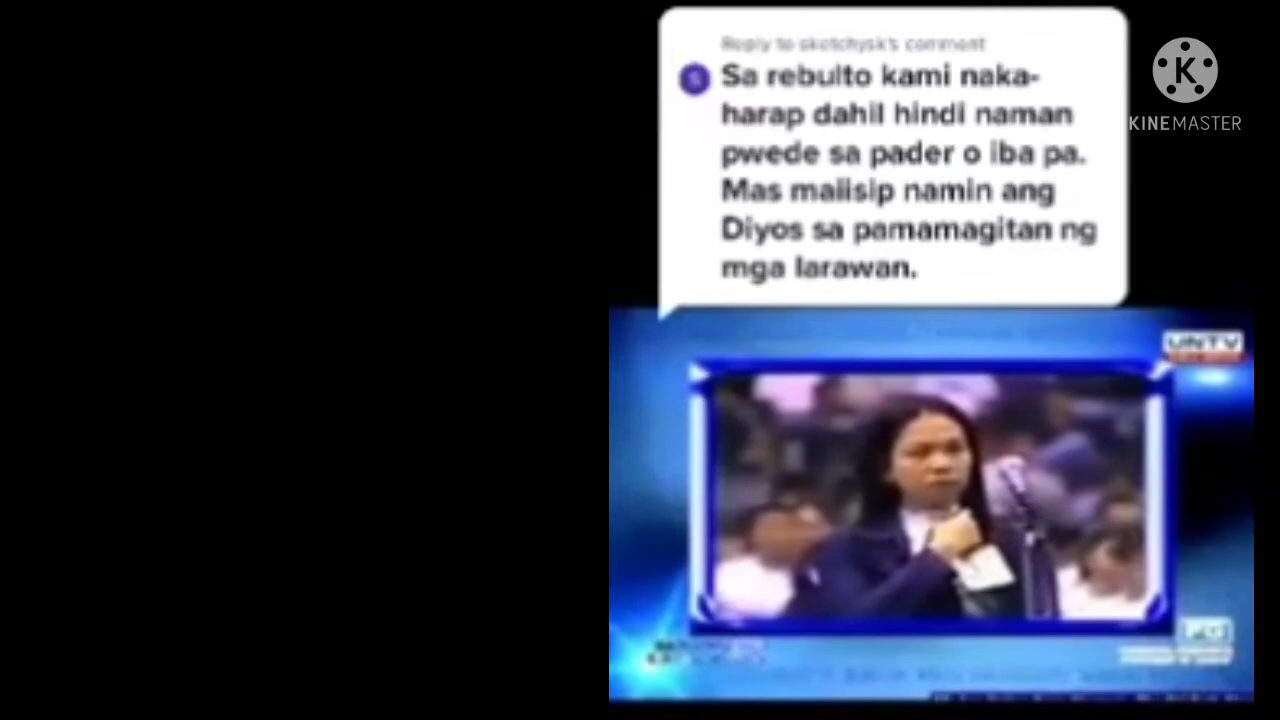 Reply to sketchysk's comment
S
Sa rebulto kami naka-
harap dahil hindi naman
pwede sa pader o iba pa.
Mas maiisip namin ang
Diyos sa pamamagitan ng
mga larawan.
K
KINEMASTER
UNTV